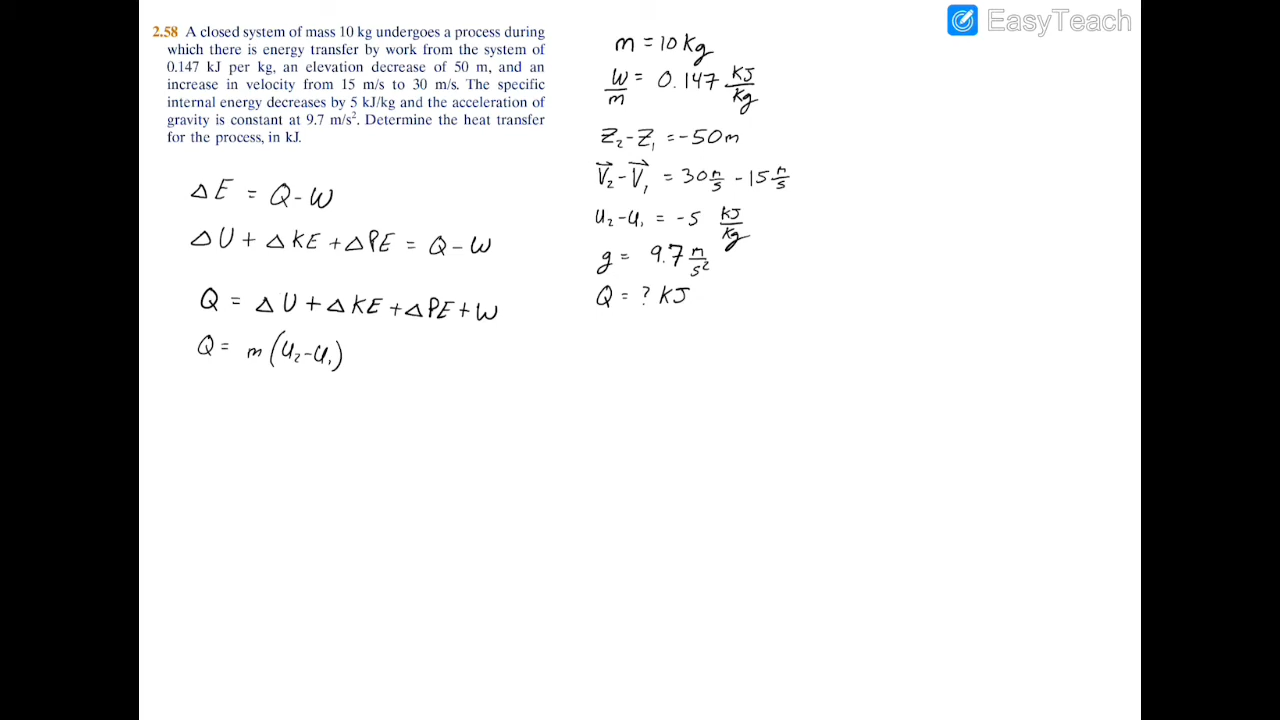 EasyTeach
2.58 A closed system of mass 10 kg undergoes a process during
which there is energy transfer by work from the system of
0.147 kJ per kg, an elevation decrease of 50 m, and an
increase in velocity from 15 m/s to 30 m/s. The specific
internal energy decreases by 5 kJ/kg and the acceleration of
gravity is constant at 9.7 m/s². Determine the heat transfer
for the process, in kJ.
ΔE = Q - W
ΔU + ΔKE + ΔPE = Q - W
Q = ΔU + ΔKE + ΔPE + W
Q = m(U₂-U₁)
m = 10 Kg
W/m = 0.147 KJ/Kg
Z₂-Z₁ = -50m
V⃗₂-V⃗₁ = 30 m/s - 15 m/s
U₂-U₁ = -5 KJ/Kg
g = 9.7 m/s²
Q = ? KJ